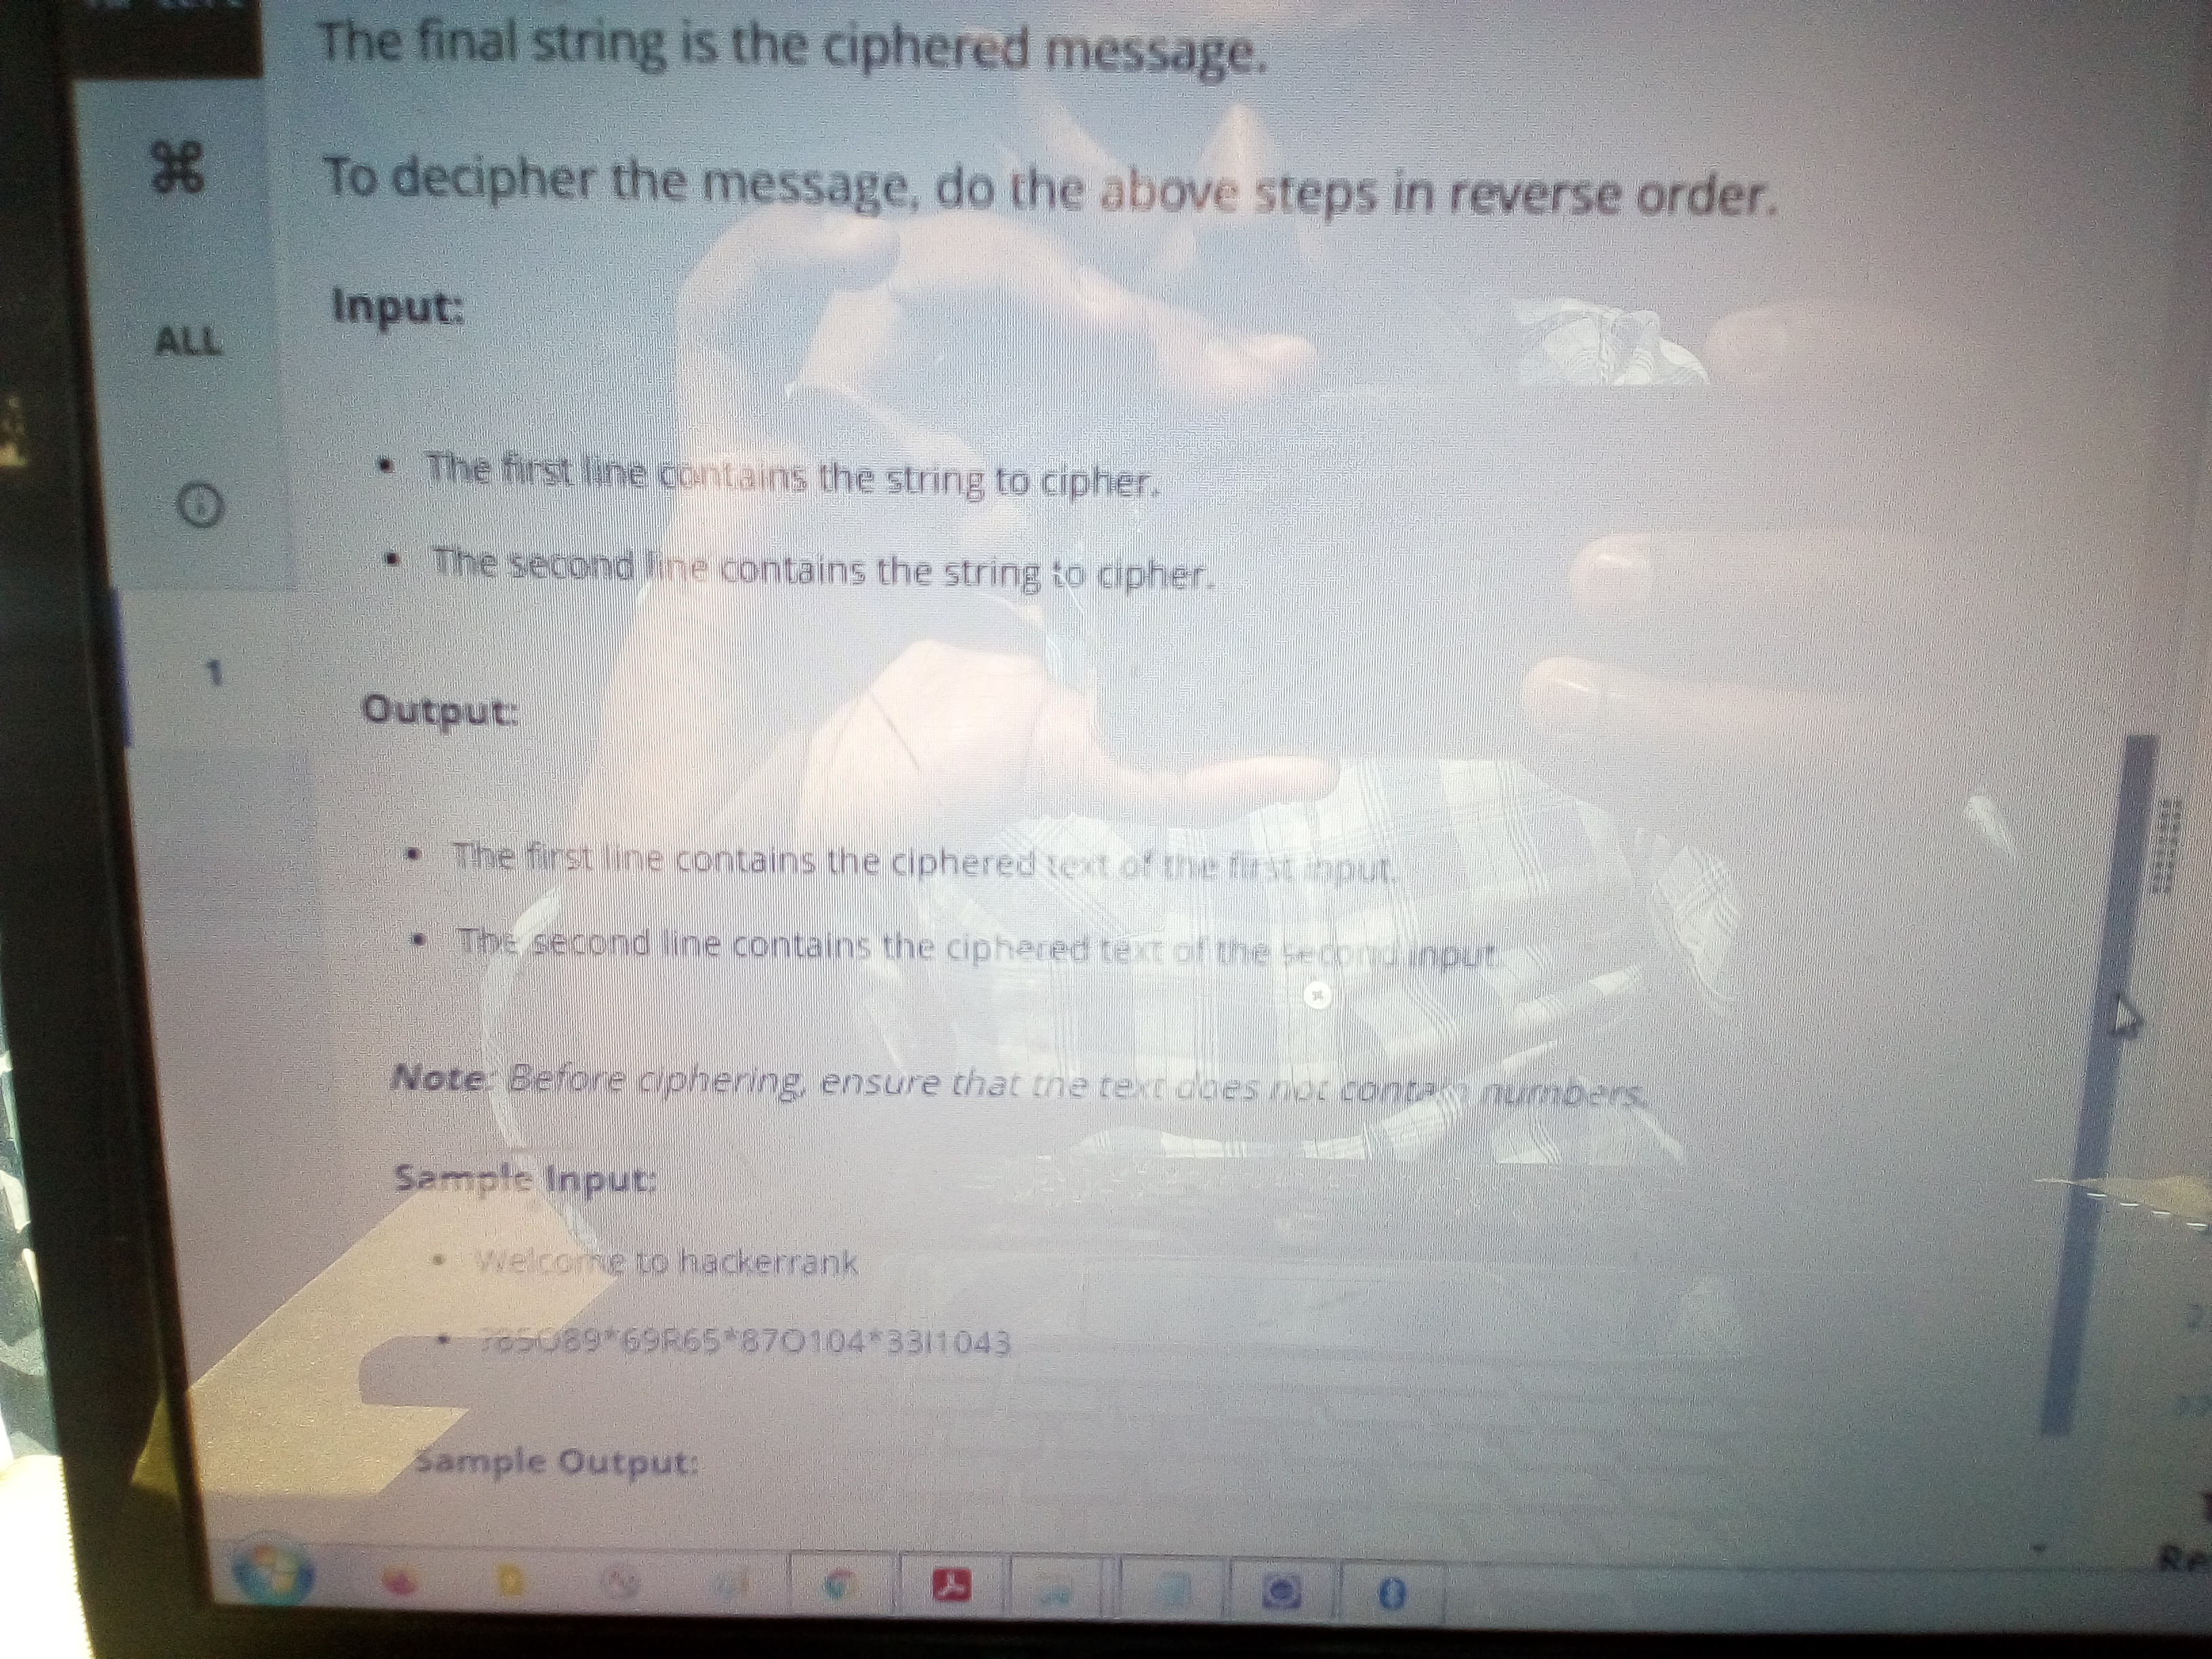 The final string is the ciphered message.
To decipher the message, do the above steps in reverse order.
ALL
Input:
• The first line contains the string to cipher.
• The second line contains the string to cipher.
1
Output:
• The first line contains the ciphered text of the first input.
• The second line contains the ciphered text of the second input.
Note: Before ciphering, ensure that the text does not contain numbers.
Sample Input:
• Welcome to hackerrank
• ?85O89*69R65*87O104*33I1043
Sample Output: